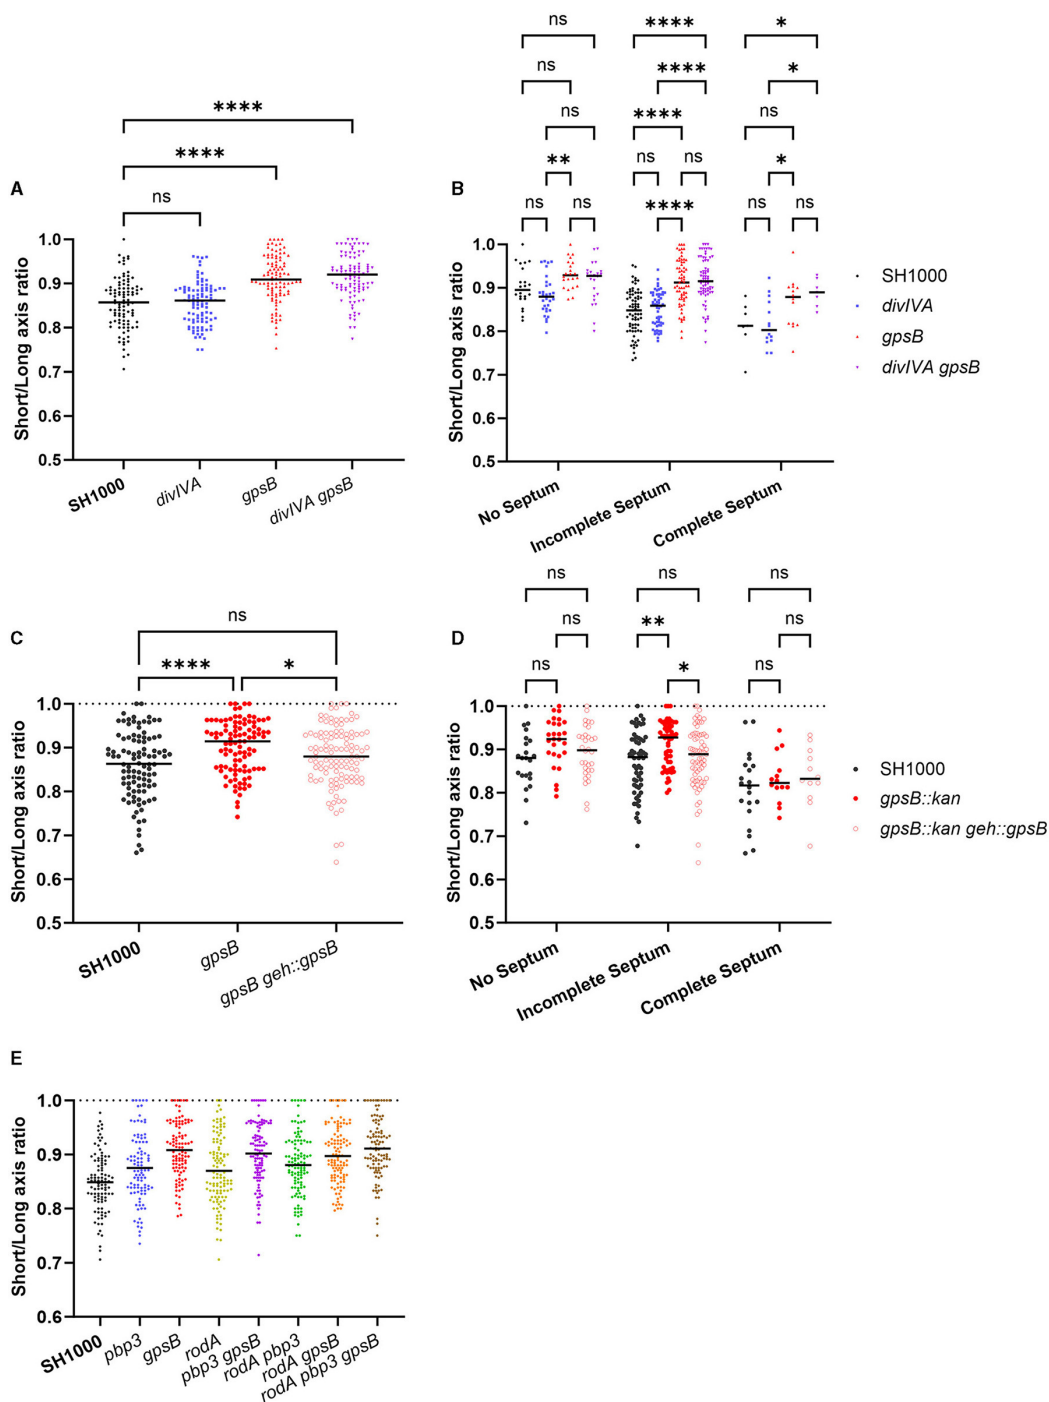 A
****
****
ns
Short/Long axis ratio
1.0
0.9
0.8
0.7
0.6
0.5
SH1000
divIVA
gpsB
divIVA gpsB
B
ns
****
*
ns
****
*
ns
****
ns
**
ns
ns
*
ns
ns
****
ns
ns
Short/Long axis ratio
1.0
0.9
0.8
0.7
0.6
0.5
No Septum
Incomplete Septum
Complete Septum
SH1000
divIVA
gpsB
divIVA gpsB
C
ns
****
*
Short/Long axis ratio
1.0
0.9
0.8
0.7
0.6
0.5
SH1000
gpsB
gpsB geh::gpsB
D
ns
ns
ns
ns
**
ns
ns
*
ns
Short/Long axis ratio
1.0
0.9
0.8
0.7
0.6
0.5
No Septum
Incomplete Septum
Complete Septum
SH1000
gpsB::kan
gpsB::kan geh::gpsB
E
Short/Long axis ratio
1.0
0.9
0.8
0.7
0.6
SH1000
pbp3
gpsB
rodA
pbp3 gpsB
rodA pbp3
rodA gpsB
rodA pbp3 gpsB